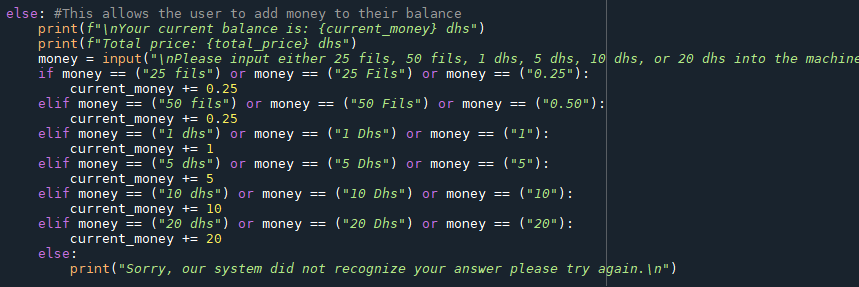 else: #This allows the user to add money to their balance
    print(f"\nYour current balance is: {current_money} dhs")
    print(f"Total price: {total_price} dhs")
    money = input("\nPlease input either 25 fils, 50 fils, 1 dhs, 5 dhs, 10 dhs, or 20 dhs into the machine
    if money == ("25 fils") or money == ("25 Fils") or money == ("0.25"):
        current_money += 0.25
    elif money == ("50 fils") or money == ("50 Fils") or money == ("0.50"):
        current_money += 0.25
    elif money == ("1 dhs") or money == ("1 Dhs") or money == ("1"):
        current_money += 1
    elif money == ("5 dhs") or money == ("5 Dhs") or money == ("5"):
        current_money += 5
    elif money == ("10 dhs") or money == ("10 Dhs") or money == ("10"):
        current_money += 10
    elif money == ("20 dhs") or money == ("20 Dhs") or money == ("20"):
        current_money += 20
    else:
        print("Sorry, our system did not recognize your answer please try again.\n")